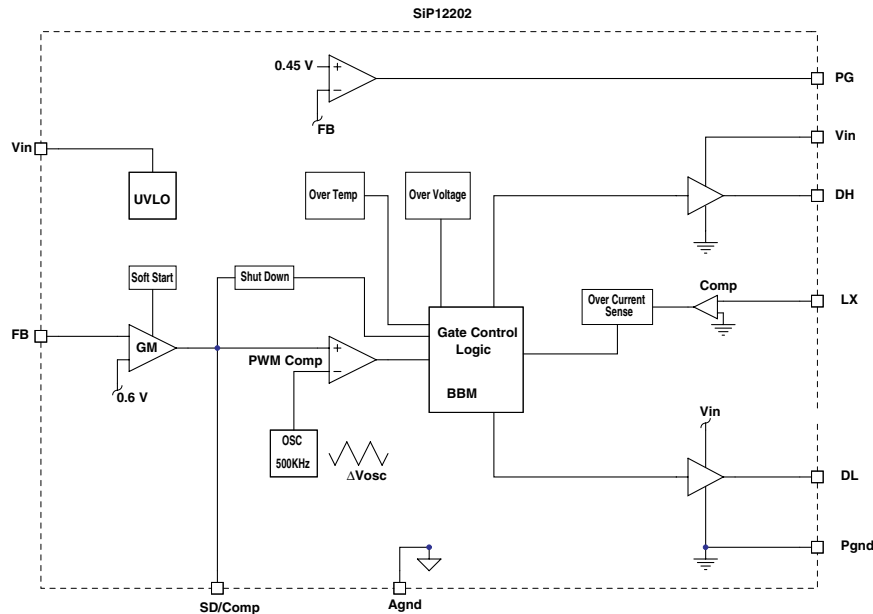 SiP12202
0.45 V
+
−
FB
PG
Vin
Vin
UVLO
Over Temp
Over Voltage
DH
Soft Start
Shut Down
Comp
Over Current
Sense
LX
FB
GM
0.6 V
PWM Comp
+
−
Gate Control
Logic
BBM
OSC
500KHz
ΔVosc
Vin
DL
Pgnd
SD/Comp
Agnd